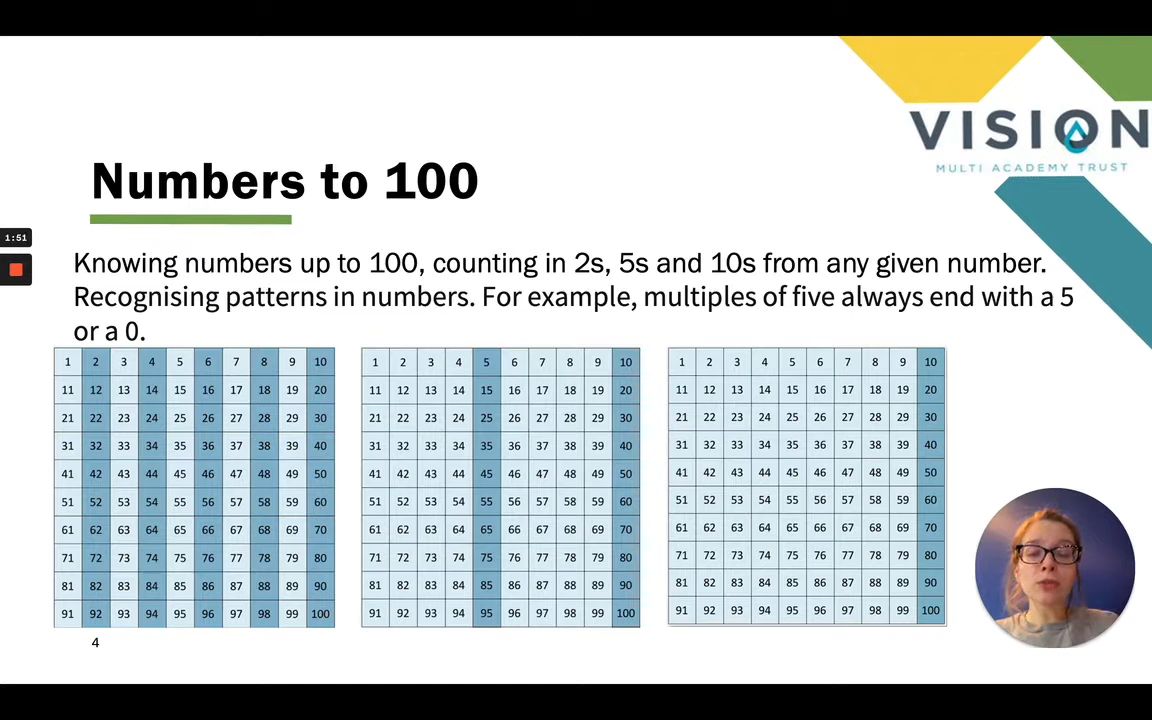 VISION
MULTI ACADEMY TRUST
Numbers to 100
1:51
Knowing numbers up to 100, counting in 2s, 5s and 10s from any given number.
Recognising patterns in numbers. For example, multiples of five always end with a 5
or a 0.
1 2 3 4 5 6 7 8 9 10
11 12 13 14 15 16 17 18 19 20
21 22 23 24 25 26 27 28 29 30
31 32 33 34 35 36 37 38 39 40
41 42 43 44 45 46 47 48 49 50
51 52 53 54 55 56 57 58 59 60
61 62 63 64 65 66 67 68 69 70
71 72 73 74 75 76 77 78 79 80
81 82 83 84 85 86 87 88 89 90
91 92 93 94 95 96 97 98 99 100
1 2 3 4 5 6 7 8 9 10
11 12 13 14 15 16 17 18 19 20
21 22 23 24 25 26 27 28 29 30
31 32 33 34 35 36 37 38 39 40
41 42 43 44 45 46 47 48 49 50
51 52 53 54 55 56 57 58 59 60
61 62 63 64 65 66 67 68 69 70
71 72 73 74 75 76 77 78 79 80
81 82 83 84 85 86 87 88 89 90
91 92 93 94 95 96 97 98 99 100
1 2 3 4 5 6 7 8 9 10
11 12 13 14 15 16 17 18 19 20
21 22 23 24 25 26 27 28 29 30
31 32 33 34 35 36 37 38 39 40
41 42 43 44 45 46 47 48 49 50
51 52 53 54 55 56 57 58 59 60
61 62 63 64 65 66 67 68 69 70
71 72 73 74 75 76 77 78 79 80
81 82 83 84 85 86 87 88 89 90
91 92 93 94 95 96 97 98 99 100
4